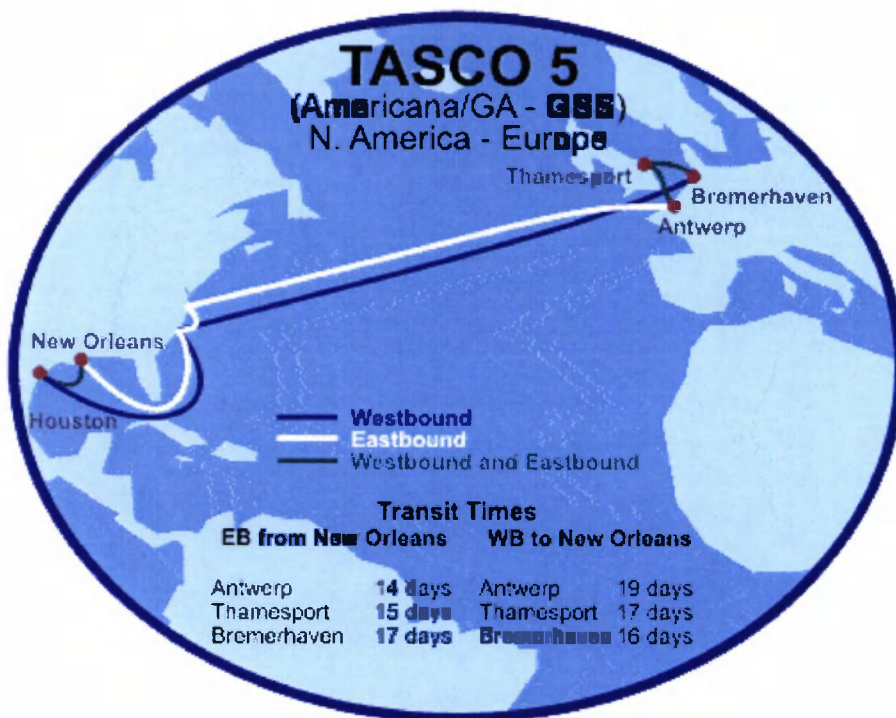 TASCO 5
(Americana/GA - GSS)
N. America - Europe
Thamesport
Bremerhaven
Antwerp
New Orleans
Houston
Westbound
Eastbound
Westbound and Eastbound
Transit Times
EB from New Orleans WB to New Orleans
Antwerp 14 days Antwerp 19 days
Thamesport 15 days Thamesport 17 days
Bremerhaven 17 days Bremerhaven 16 days